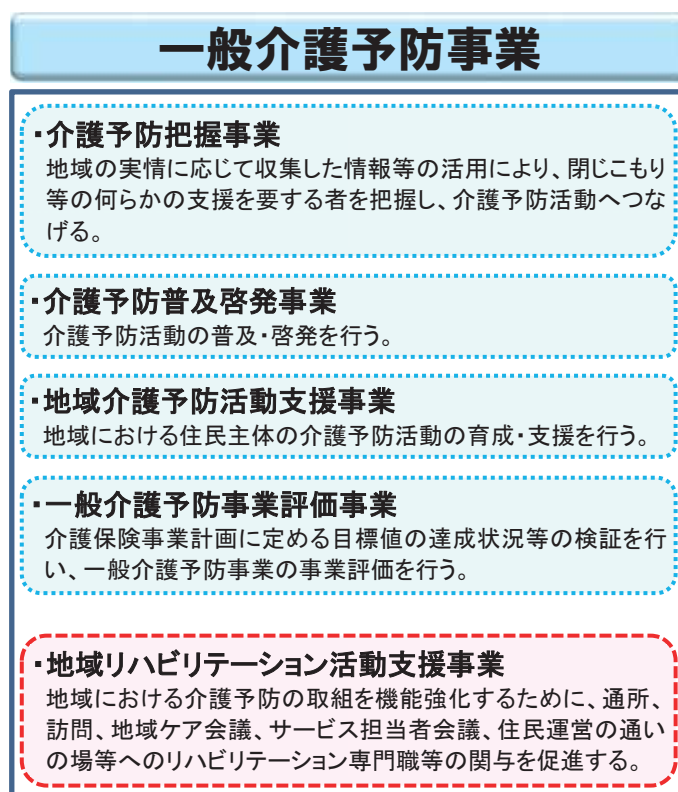 一般介護予防事業
・介護予防把握事業
地域の実情に応じて収集した情報等の活用により、閉じこもり
等の何らかの支援を要する者を把握し、介護予防活動へつな
げる。
・介護予防普及啓発事業
介護予防活動の普及・啓発を行う。
・地域介護予防活動支援事業
地域における住民主体の介護予防活動の育成・支援を行う。
・一般介護予防事業評価事業
介護保険事業計画に定める目標値の達成状況等の検証を行
い、一般介護予防事業の事業評価を行う。
・地域リハビリテーション活動支援事業
地域における介護予防の取組を機能強化するために、通所、
訪問、地域ケア会議、サービス担当者会議、住民運営の通い
の場等へのリハビリテーション専門職等の関与を促進する。